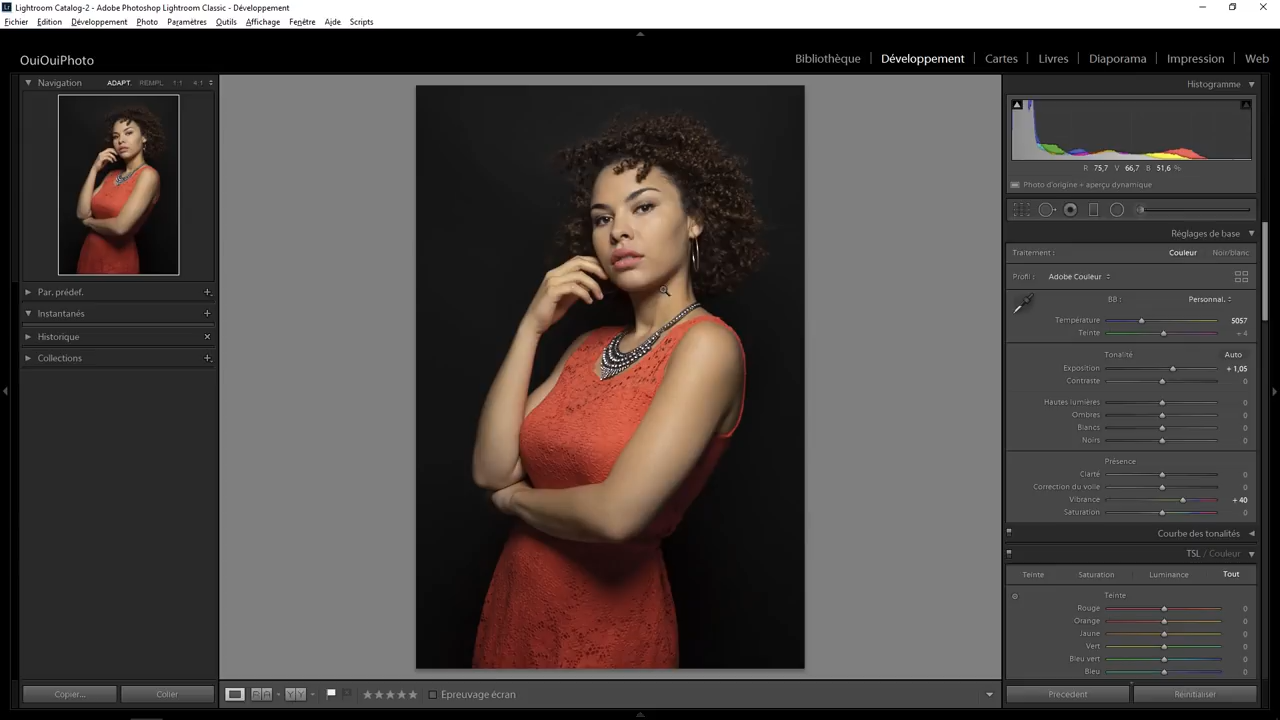 Lightroom Catalog-2 - Adobe Photoshop Lightroom Classic - Développement
Fichier Edition Développement Photo Paramètres Outils Affichage Fenêtre Aide Scripts
OuiOuiPhoto
Bibliothèque | Développement | Cartes | Livres | Diaporama | Impression | Web
Navigation ADAPT. REMPL. 1:1 4:1
Par. prédef.
Instantanés
Historique
Collections
Copier... Coller
Epreuvage écran
Histogramme
R 75,7 V 66,7 B 51,6 %
Photo d'origine + aperçu dynamique
Réglages de base
Traitement : Couleur Noir/blanc
Profil : Adobe Couleur
BB : Personnal.
Température 5057
Teinte + 4
Tonalité Auto
Exposition + 1,05
Contraste 0
Hautes lumières 0
Ombres 0
Blancs 0
Noirs 0
Présence
Clarté 0
Correction du voile 0
Vibrance + 40
Saturation 0
Courbe des tonalités
TSL / Couleur
Teinte Saturation Luminance Tout
Teinte
Rouge 0
Orange 0
Jaune 0
Vert 0
Bleu vert 0
Bleu 0
Précédent Réinitialiser